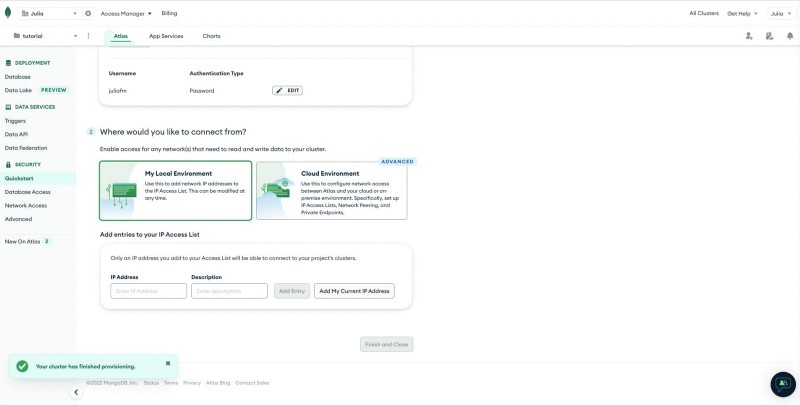 Julia
Access Manager
Billing
All Clusters
Get Help
Julia
tutorial
Atlas
App Services
Charts
DEPLOYMENT
Database
Data Lake PREVIEW
DATA SERVICES
Triggers
Data API
Data Federation
SECURITY
Quickstart
Database Access
Network Access
Advanced
New On Atlas 2
Username
Authentication Type
juliafm
Password
EDIT
2 Where would you like to connect from?
Enable access for any network(s) that need to read and write data to your cluster.
My Local Environment
Use this to add network IP addresses to
the IP Access List. This can be modified at
any time.
ADVANCED
Cloud Environment
Use this to configure network access
between Atlas and your cloud or on-
premise environment. Specifically, set up
IP Access Lists, Network Peering, and
Private Endpoints.
Add entries to your IP Access List
Only an IP address you add to your Access List will be able to connect to your project's clusters.
IP Address
Description
Enter IP Address
Enter description
Add Entry
Add My Current IP Address
Finish and Close
Your cluster has finished provisioning.
©2022 MongoDB, Inc. Status Terms Privacy Atlas Blog Contact Sales